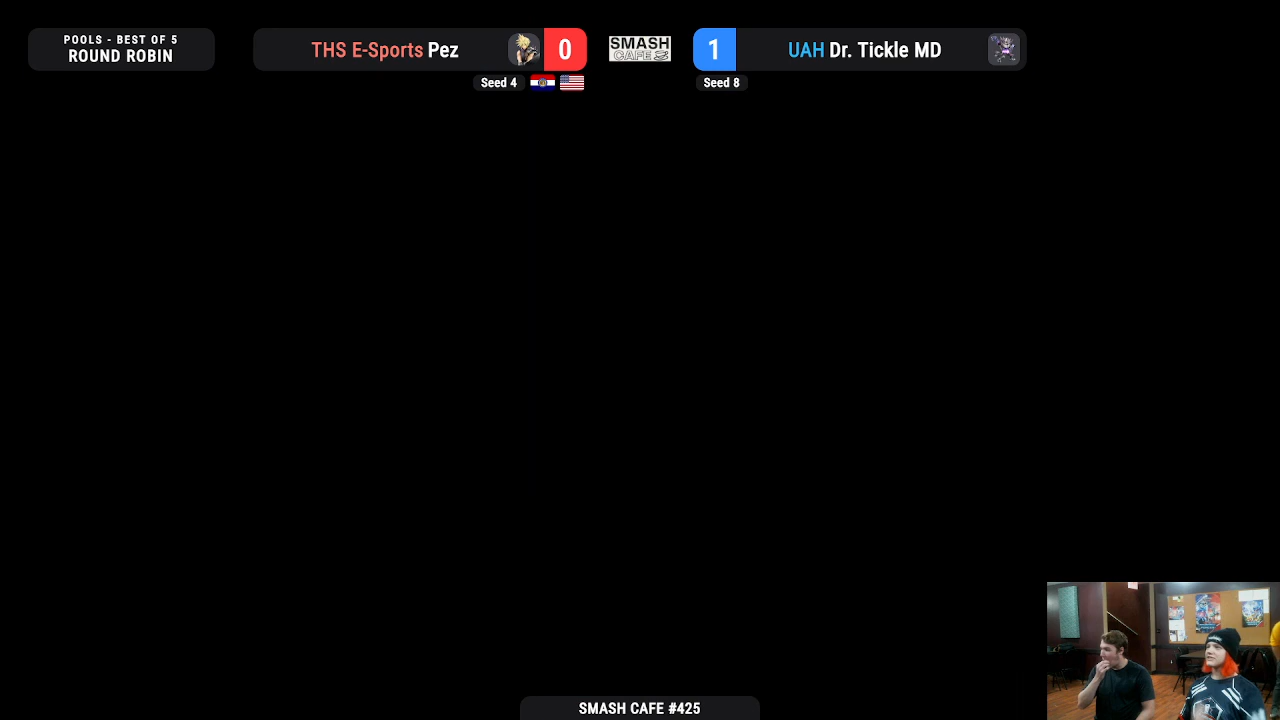 POOLS - BEST OF 5
ROUND ROBIN
THS E-Sports Pez
0
SMASH
CAFE
1
UAH Dr. Tickle MD
Seed 4
Seed 8
SMASH CAFE #425